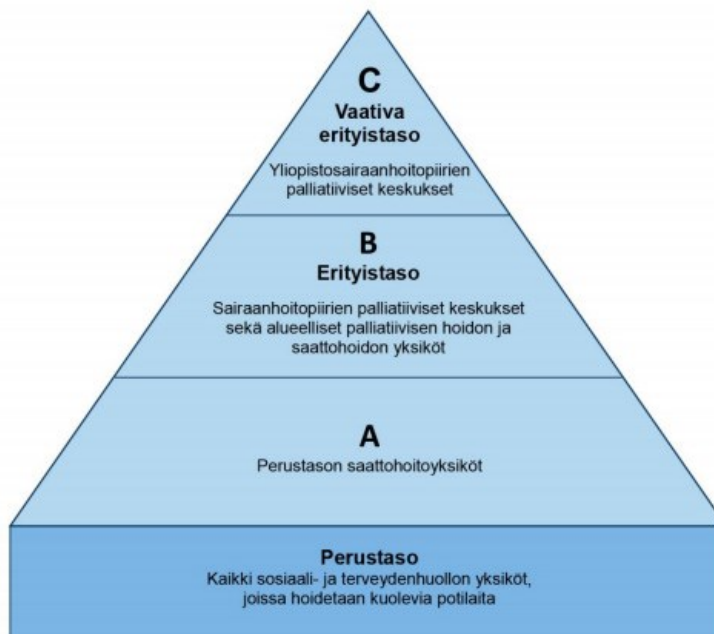 C
Vaativa
erityistaso
Yliopistosairaanhoitopiirien
palliatiiviset keskukset
B
Erityistaso
Sairaanhoitopiirien palliatiiviset keskukset
sekä alueelliset palliatiivisen hoidon ja
saattohoidon yksiköt
A
Perustason saattohoitoyksiköt
Perustaso
Kaikki sosiaali- ja terveydenhuollon yksiköt,
joissa hoidetaan kuolevia potilaita